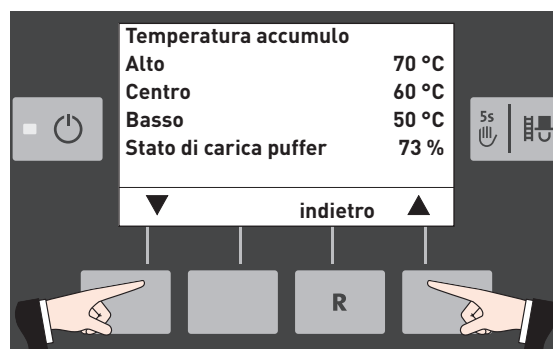 Temperatura accumulo
Alto 70 °C
Centro 60 °C
Basso 50 °C
Stato di carica puffer 73 %
indietro
5s
R